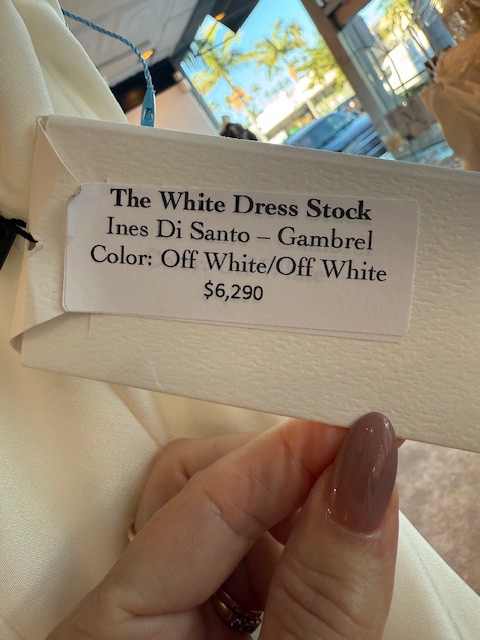 The White Dress Stock
Ines Di Santo – Gambrel
Color: Off White/Off White
$6,290